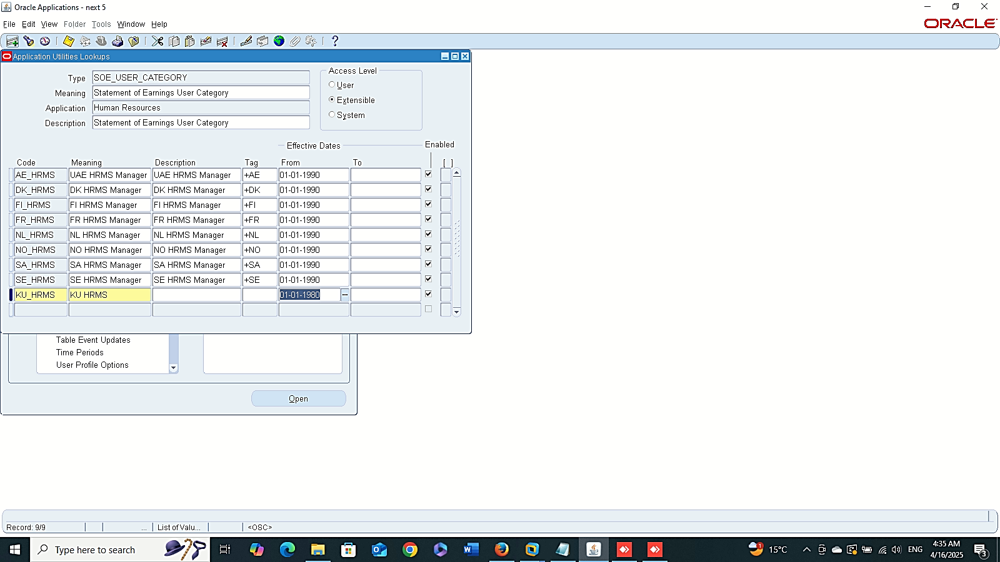 Oracle Applications - next 5
File Edit View Folder Tools Window Help
ORACLE
Application Utilities Lookups
Type SOE_USER_CATEGORY
Meaning Statement of Earnings User Category
Application Human Resources
Description Statement of Earnings User Category
Access Level
User
Extensible
System
Effective Dates Enabled
Code Meaning Description Tag From To [ ]
AE_HRMS UAE HRMS Manager UAE HRMS Manager +AE 01-01-1990
DK_HRMS DK HRMS Manager DK HRMS Manager +DK 01-01-1990
FI_HRMS FI HRMS Manager FI HRMS Manager +FI 01-01-1990
FR_HRMS FR HRMS Manager FR HRMS Manager +FR 01-01-1990
NL_HRMS NL HRMS Manager NL HRMS Manager +NL 01-01-1990
NO_HRMS NO HRMS Manager NO HRMS Manager +NO 01-01-1990
SA_HRMS SA HRMS Manager SA HRMS Manager +SA 01-01-1990
SE_HRMS SE HRMS Manager SE HRMS Manager +SE 01-01-1990
KU_HRMS KU HRMS 01-01-1980 ...
Table Event Updates
Time Periods
User Profile Options
Open
Record: 9/9 ... List of Valu... <OSC>
Type here to search
15°C
ENG
4:35 AM
4/16/2025
3